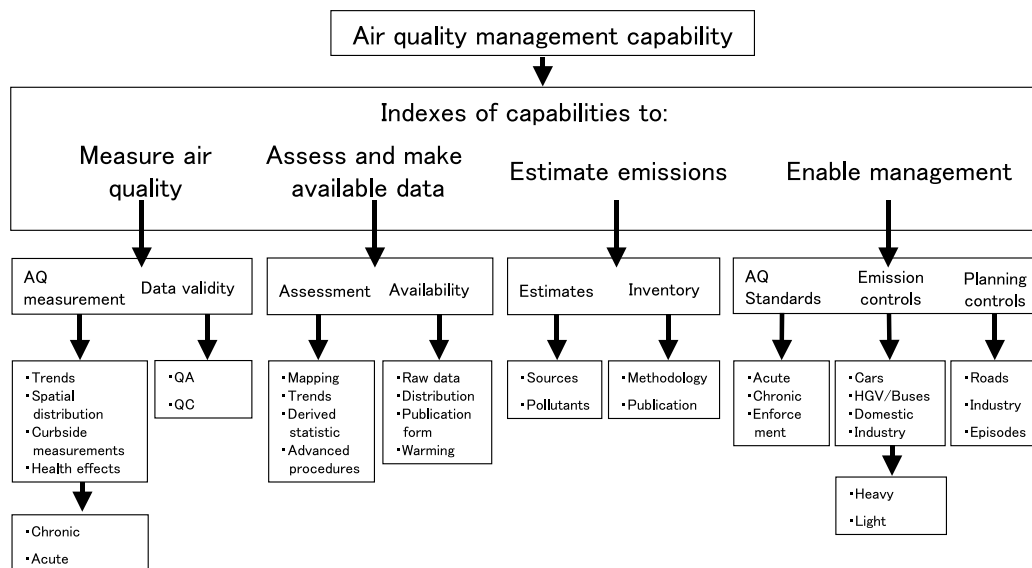 Air quality management capability
Indexes of capabilities to:
Measure air
quality
Assess and make
available data
Estimate emissions
Enable management
AQ
measurement
Data validity
Assessment
Availability
Estimates
Inventory
AQ
Standards
Emission
controls
Planning
controls
・Trends
・Spatial
distribution
・Curbside
measurements
・Health effects
・QA
・QC
・Mapping
・Trends
・Derived
statistic
・Advanced
procedures
・Raw data
・Distribution
・Publication
form
・Warming
・Sources
・Pollutants
・Methodology
・Publication
・Acute
・Chronic
・Enforce
ment
・Cars
・HGV/Buses
・Domestic
・Industry
・Roads
・Industry
・Episodes
・Chronic
・Acute
・Heavy
・Light